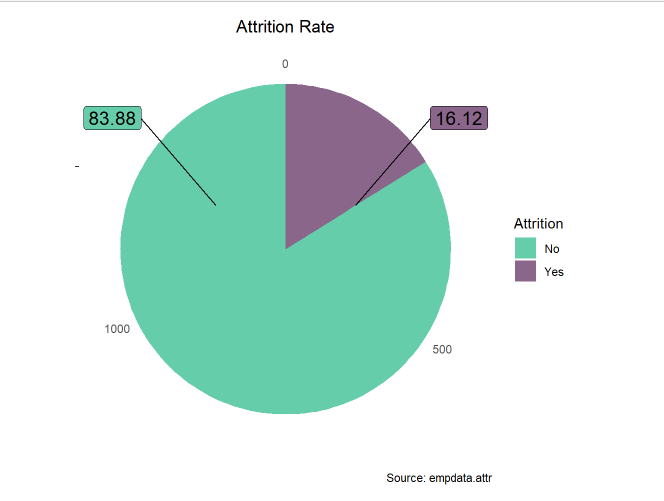 Attrition Rate
0
83.88
16.12
-
Attrition
No
Yes
1000
500
Source: empdata.attr